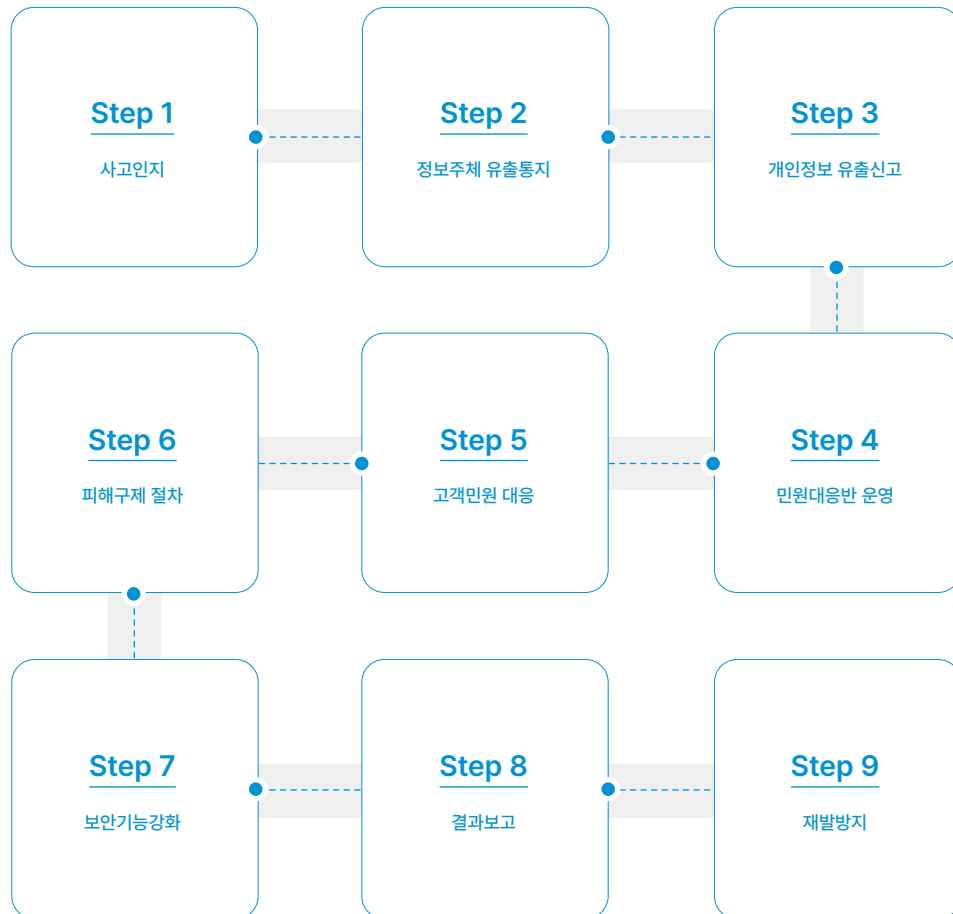 Step 1
사고인지
Step 2
정보주체 유출통지
Step 3
개인정보 유출신고
Step 4
민원대응반 운영
Step 5
고객민원 대응
Step 6
피해구제 절차
Step 7
보안기능강화
Step 8
결과보고
Step 9
재발방지